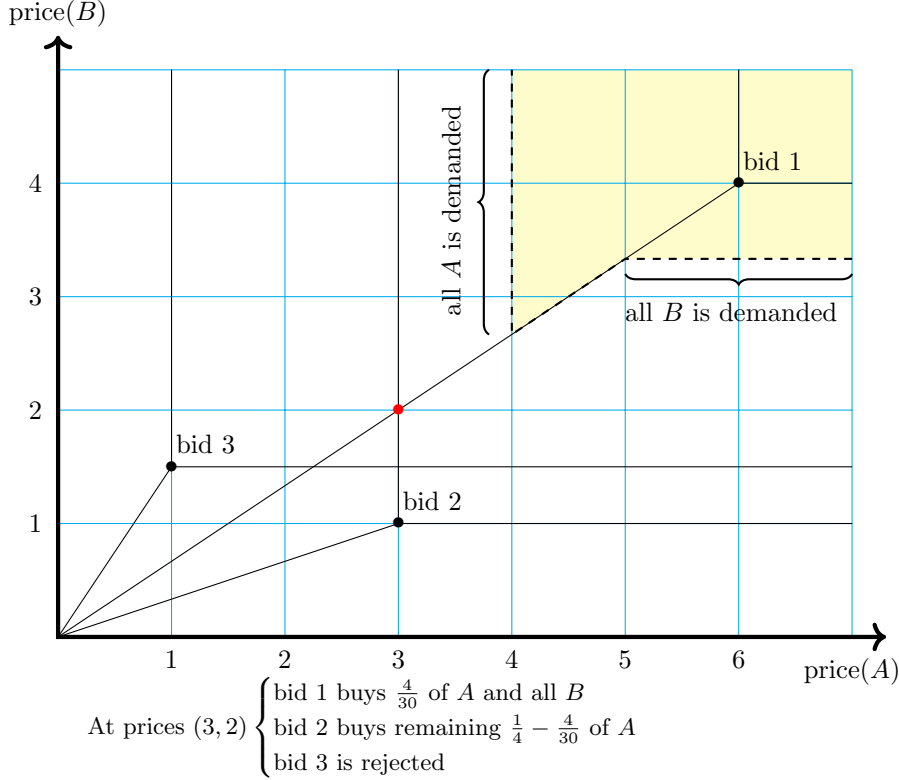 price(B)
all A is demanded
bid 1
4
3
all B is demanded
2
bid 3
bid 2
1
1 2 3 4 5 6
price(A)
At prices (3, 2)
bid 1 buys 4/30 of A and all B
bid 2 buys remaining 1/4 − 4/30 of A
bid 3 is rejected